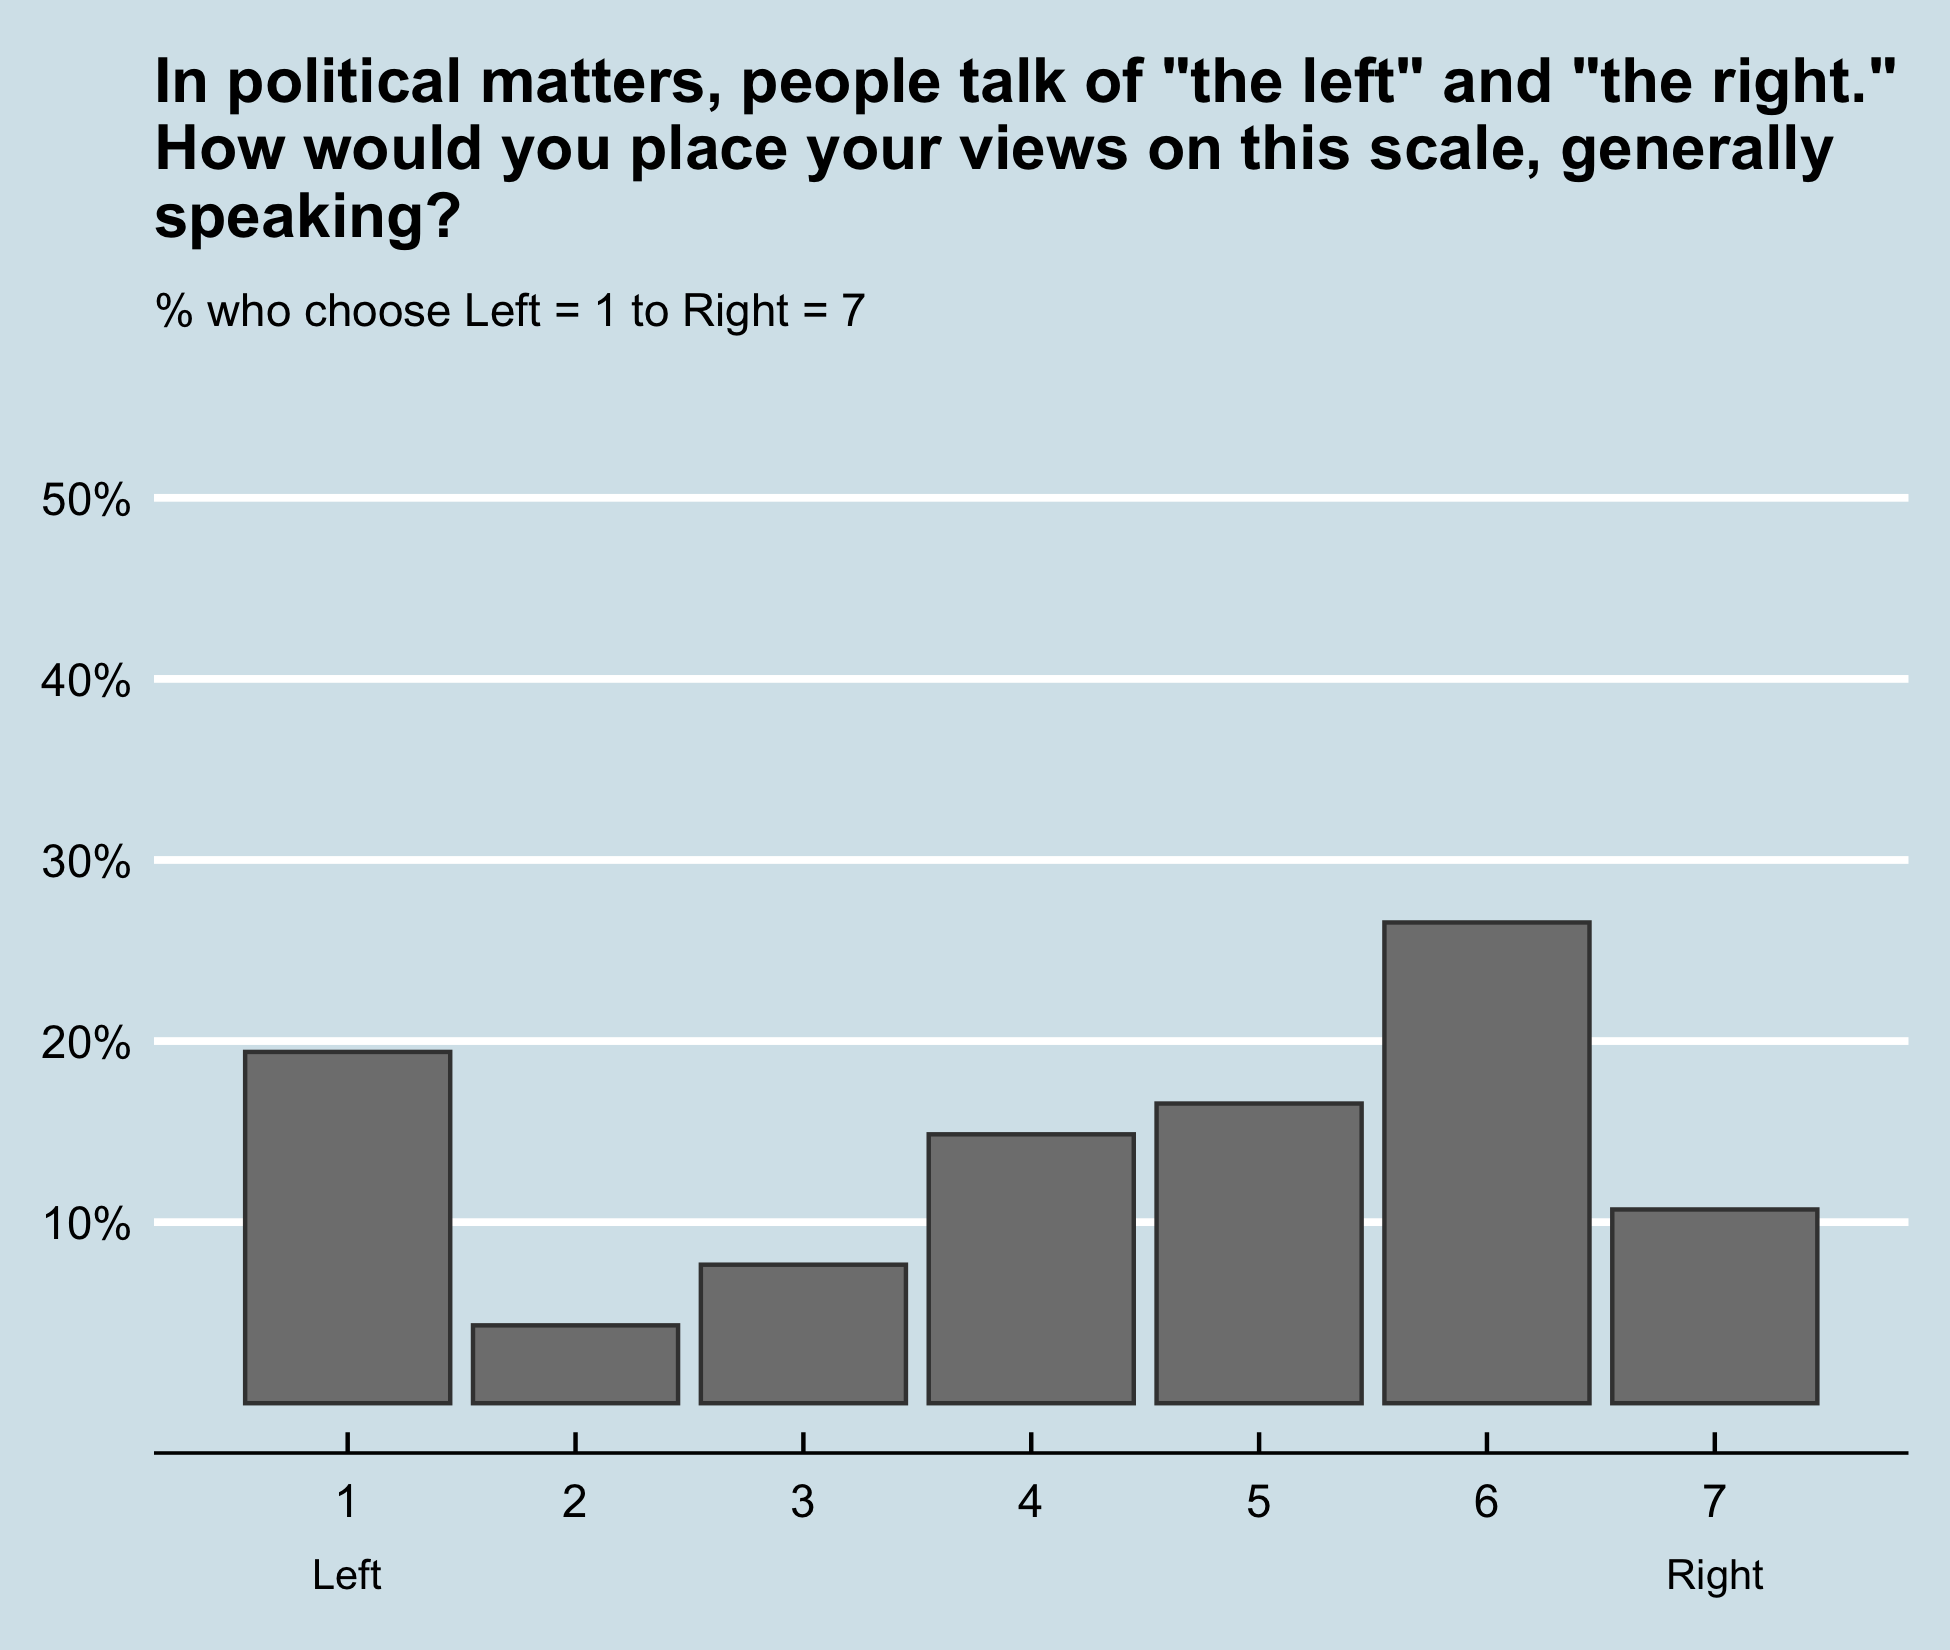 In political matters, people talk of "the left" and "the right."
How would you place your views on this scale, generally
speaking?
% who choose Left = 1 to Right = 7
50%
40%
30%
20%
10%
1 2 3 4 5 6 7
Left Right